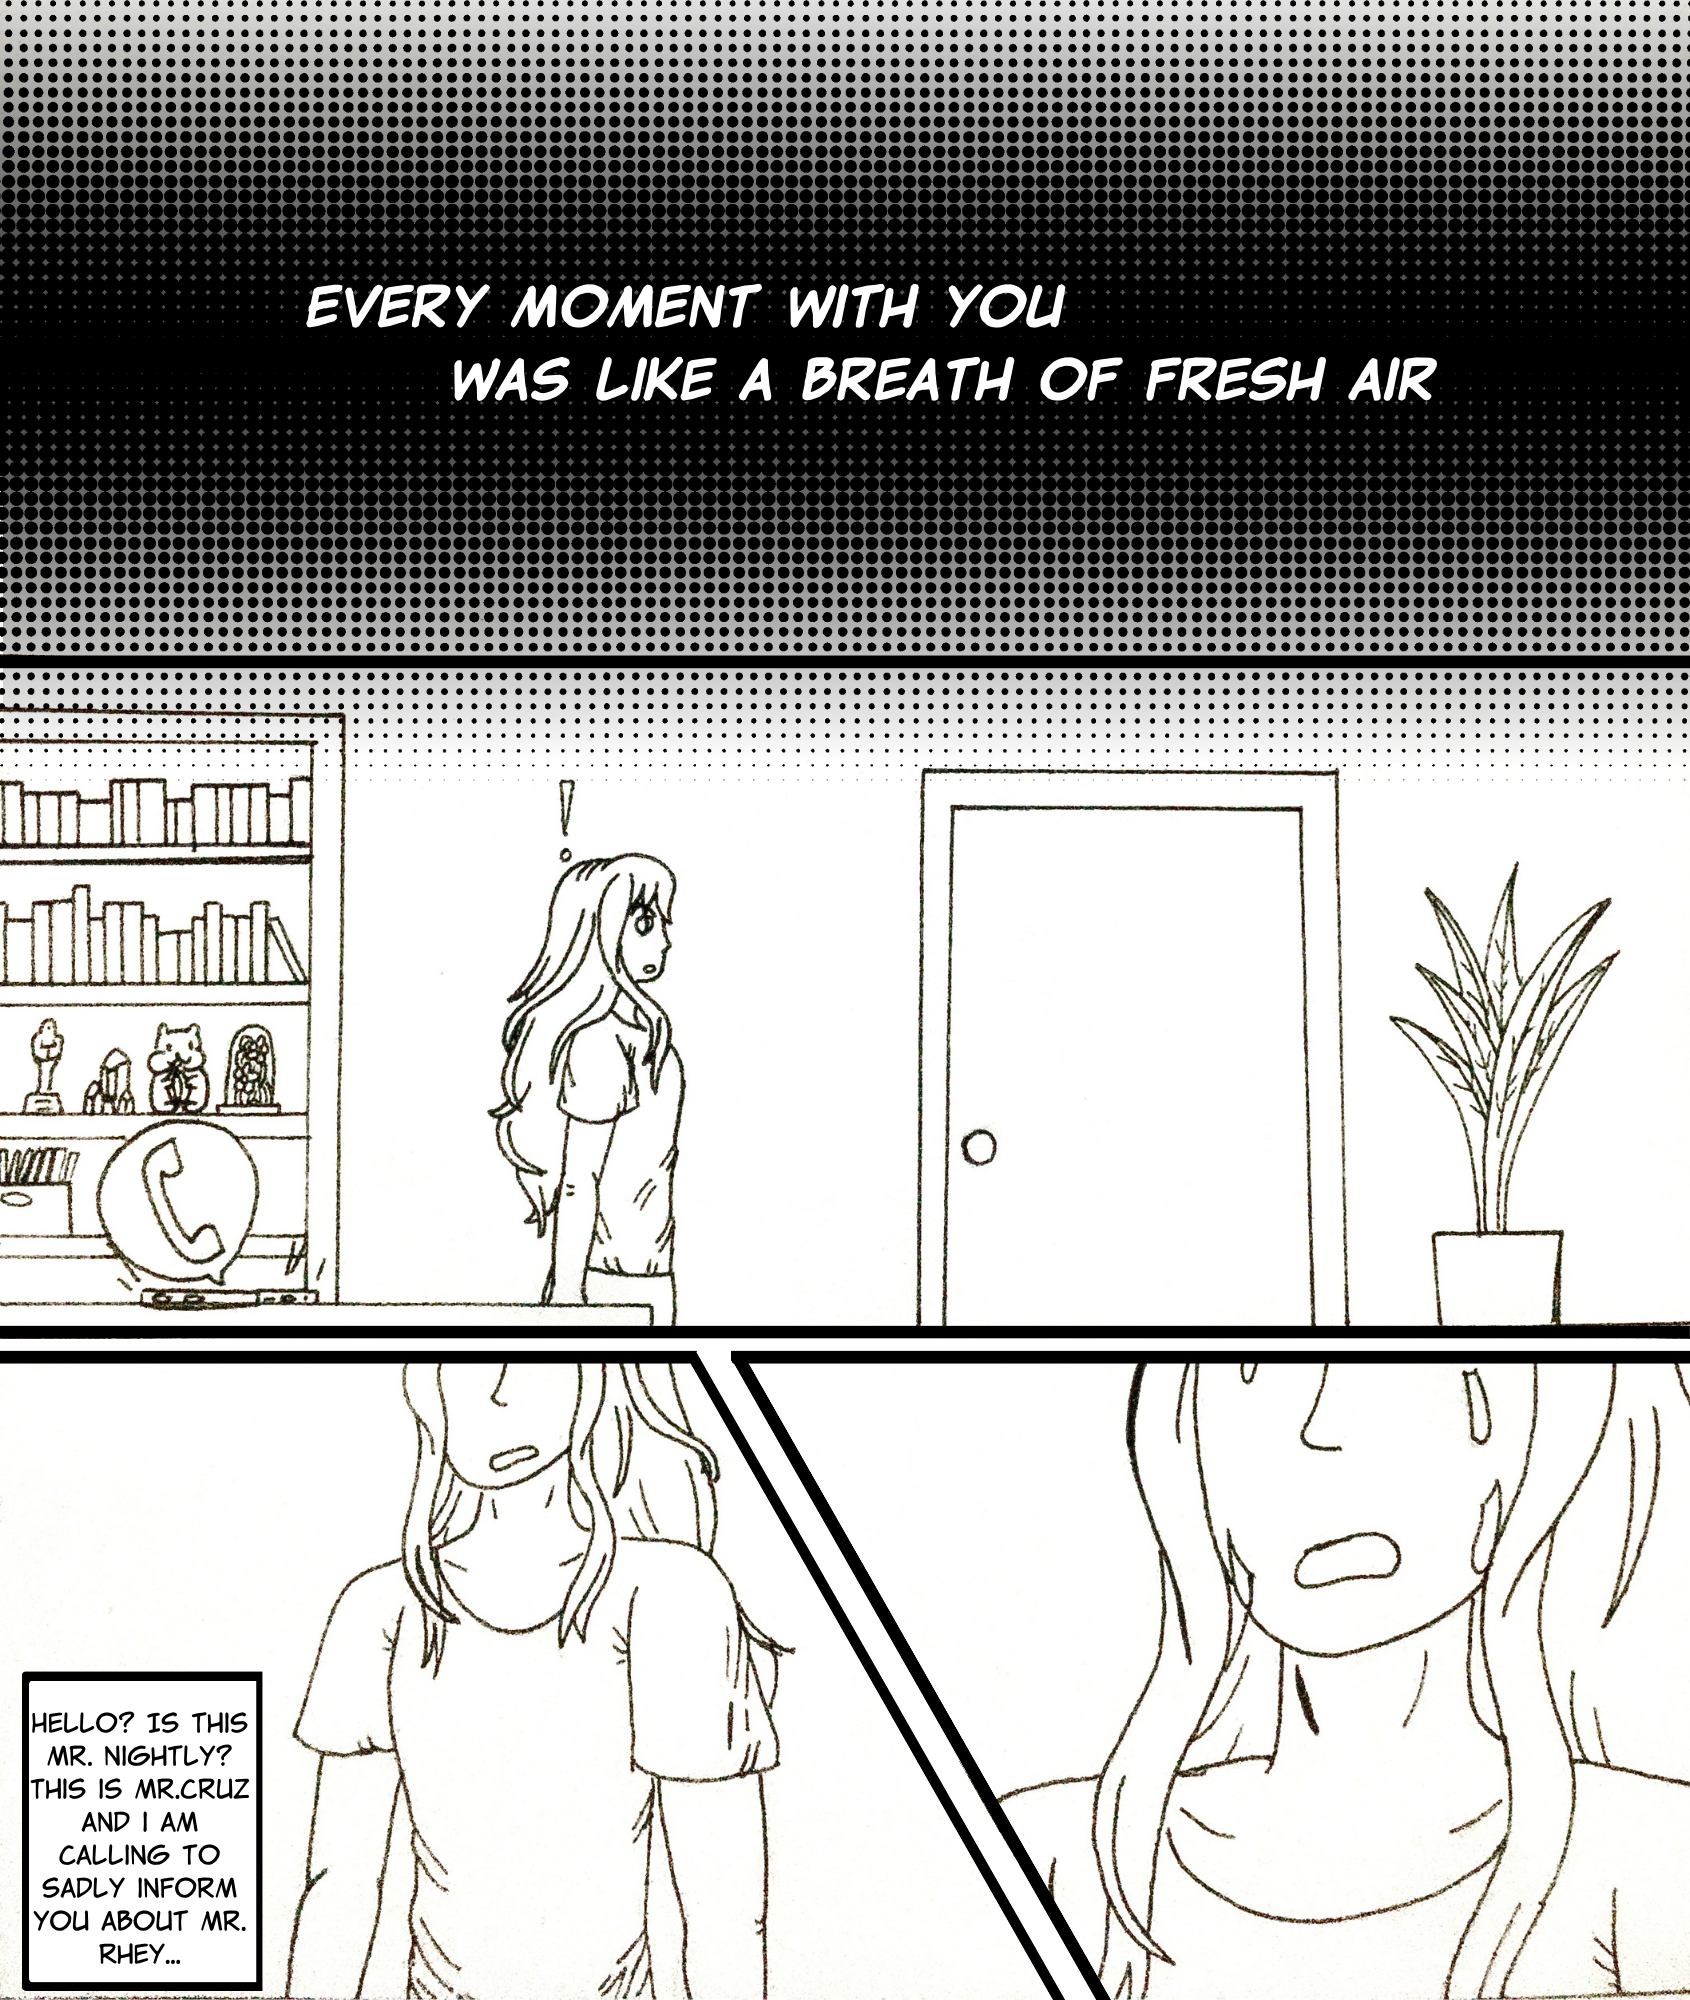 EVERY MOMENT WITH YOU
WAS LIKE A BREATH OF FRESH AIR
!
HELLO? IS THIS
MR. NIGHTLY?
THIS IS MR.CRUZ
AND I AM
CALLING TO
SADLY INFORM
YOU ABOUT MR.
RHEY...